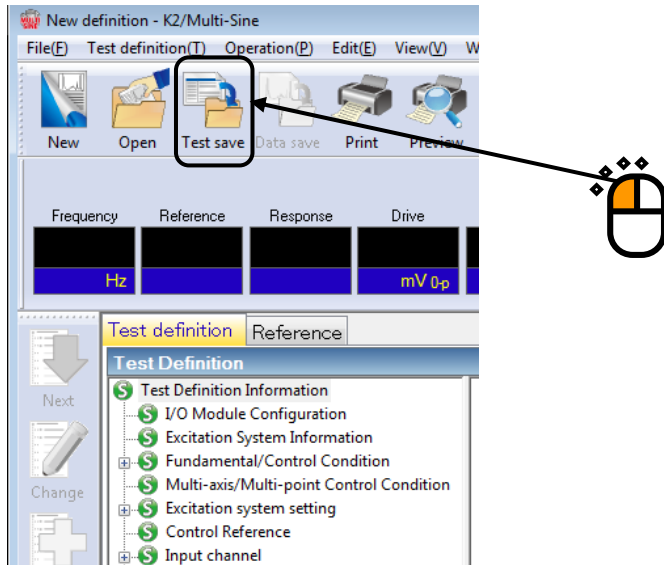 New definition - K2/Multi-Sine
File(F) Test definition(T) Operation(P) Edit(E) View(V) W
New Open Test save Data save Print Preview
Frequency Reference Response Drive
Hz mV 0-p
Test definition Reference
Test Definition
Next
Change
S Test Definition Information
S I/O Module Configuration
S Excitation System Information
S Fundamental/Control Condition
S Multi-axis/Multi-point Control Condition
S Excitation system setting
S Control Reference
S Input channel